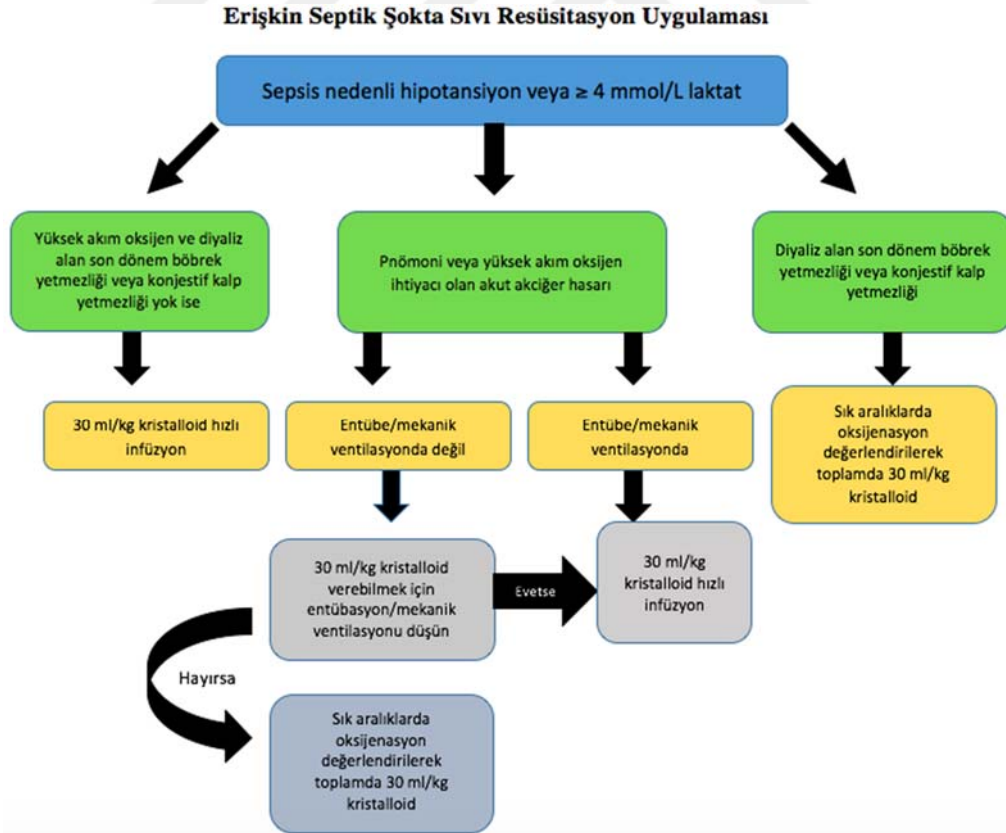 Erişkin Septik Şokta Sıvı Resüsitasyon Uygulaması
Sepsis nedenli hipotansiyon veya ≥ 4 mmol/L laktat
Yüksek akım oksijen ve diyaliz
alan son dönem böbrek
yetmezliği veya konjestif kalp
yetmezliği yok ise
Pnömoni veya yüksek akım oksijen
ihtiyacı olan akut akciğer hasarı
Diyaliz alan son dönem böbrek
yetmezliği veya konjestif kalp
yetmezliği
30 ml/kg kristalloid hızlı
infüzyon
Entübe/mekanik
ventilasyonda değil
Entübe/mekanik
ventilasyonda
Sık aralıklarda
oksijenasyon
değerlendirilerek
toplamda 30 ml/kg
kristalloid
30 ml/kg kristalloid
verebilmek için
entübasyon/mekanik
ventilasyonu düşün
Evetse
30 ml/kg
kristalloid hızlı
infüzyon
Hayırsa
Sık aralıklarda
oksijenasyon
değerlendirilerek
toplamda 30 ml/kg
kristalloid